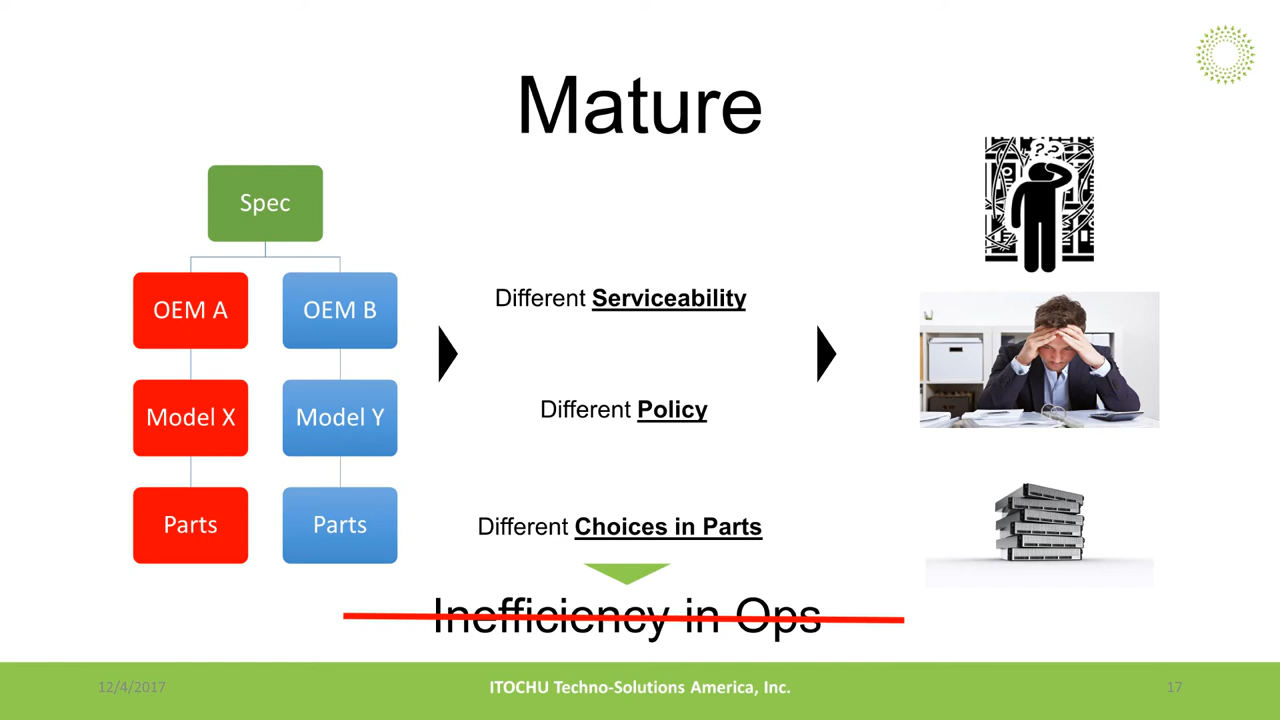 Mature
Spec
OEM A
OEM B
Model X
Model Y
Parts
Parts
Different Serviceability
Different Policy
Different Choices in Parts
Inefficiency in Ops
??
12/4/2017
ITOCHU Techno-Solutions America, Inc.
17